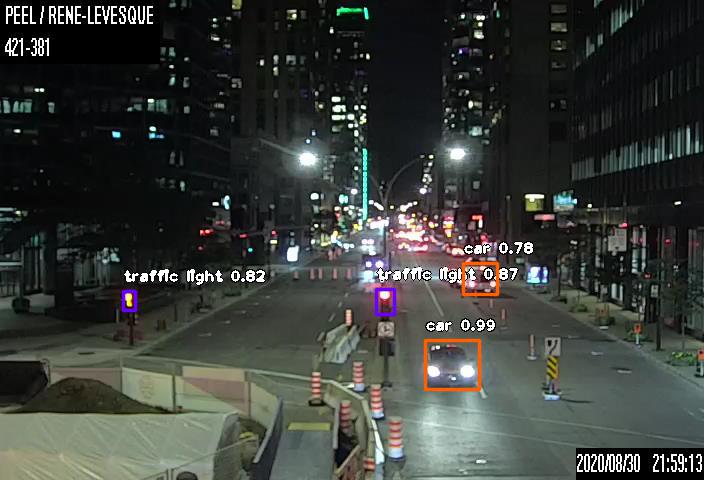 PEEL / RENE-LEVESQUE
421-381
car 0.78
traffic light 0.82
traffic light 0.87
car 0.99
2020/08/30 21:59:13